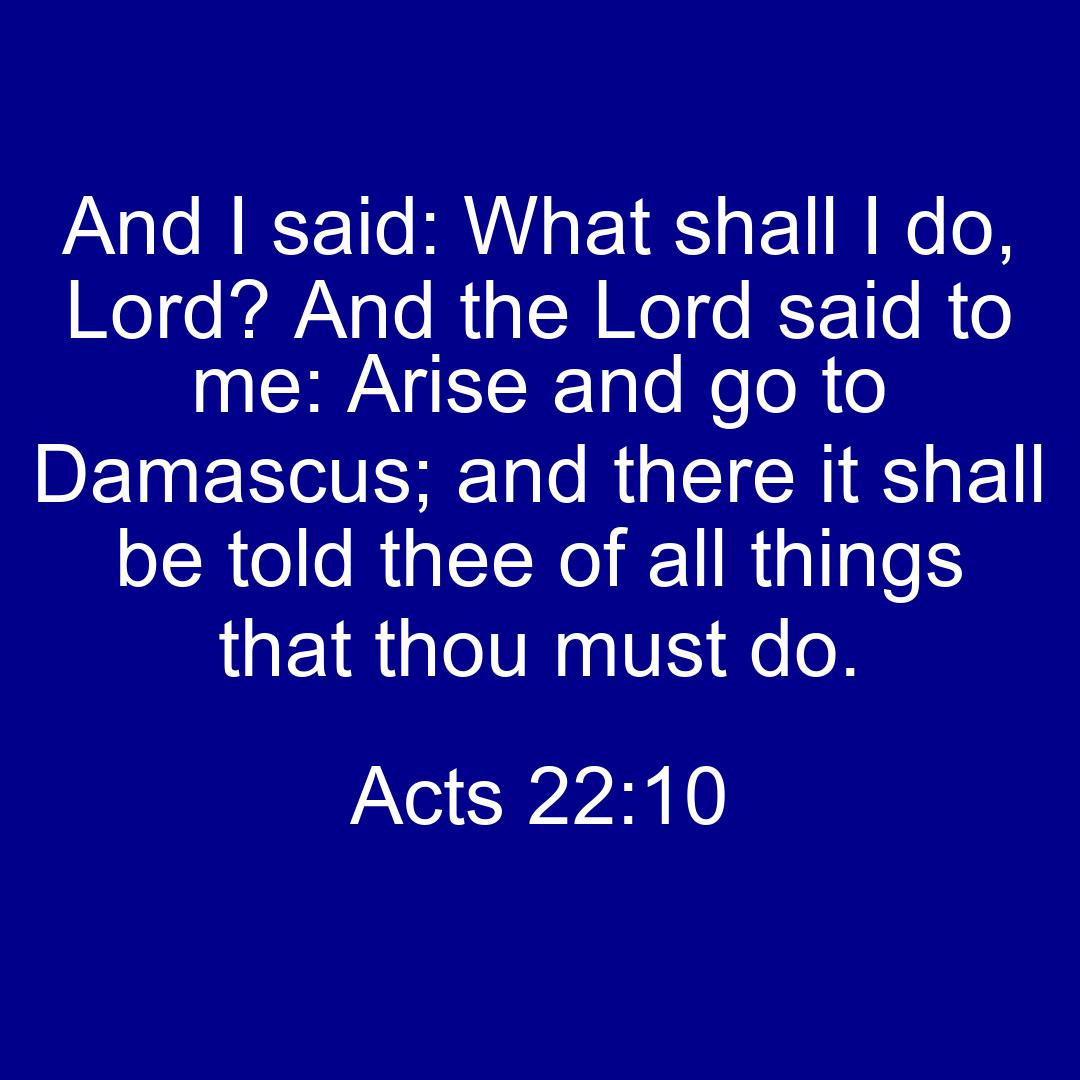 And I said: What shall I do,
Lord? And the Lord said to
me: Arise and go to
Damascus; and there it shall
be told thee of all things
that thou must do.
Acts 22:10